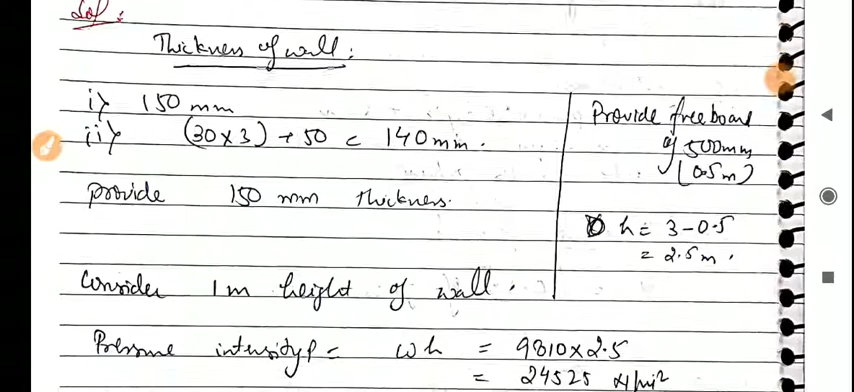 Sol :
Thickness of wall :
i> 150 mm
ii> (30 x 3) + 50 = 140 mm.
provide 150 mm thickness.
Provide free board
of 500mm
(0.5m)
h = 3 - 0.5
= 2.5 m.
Consider 1m height of wall.
Pressure intensity p = wh = 9810 x 2.5
= 24525 N/m²